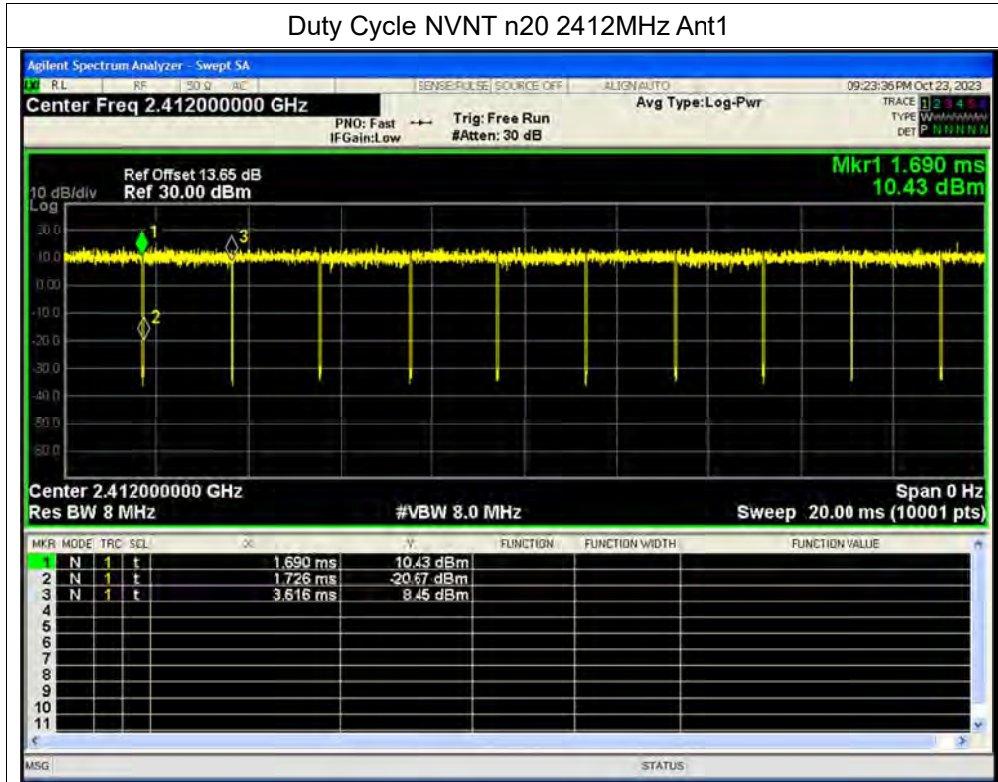 Duty Cycle NVNT n20 2412MHz Ant1
Agilent Spectrum Analyzer - Swept SA
RL RF 50 Ω AC SENSE:PULSE SOURCE OFF ALIGNAUTO 09:23:36 PM Oct 23, 2023
Center Freq 2.412000000 GHz Avg Type:Log-Pwr TRACE 1 2 3 4 5 6
PNO: Fast Trig: Free Run TYPE W
IFGain:Low #Atten: 30 dB DET P N N N N N
Mkr1 1.690 ms
Ref Offset 13.65 dB
10 dB/div Ref 30.00 dBm 10.43 dBm
Log
10.0
0.00
-10.0
-20.0
-30.0
-40.0
-50.0
-60.0
1
2
3
Center 2.412000000 GHz Span 0 Hz
Res BW 8 MHz #VBW 8.0 MHz Sweep 20.00 ms (10001 pts)
MKR MODE TRC SCL X Y FUNCTION FUNCTION WIDTH FUNCTION VALUE
1 N 1 t 1.690 ms 10.43 dBm
2 N 1 t 1.726 ms -20.67 dBm
3 N 1 t 3.616 ms 8.45 dBm
4
5
6
7
8
9
10
11
MSG STATUS